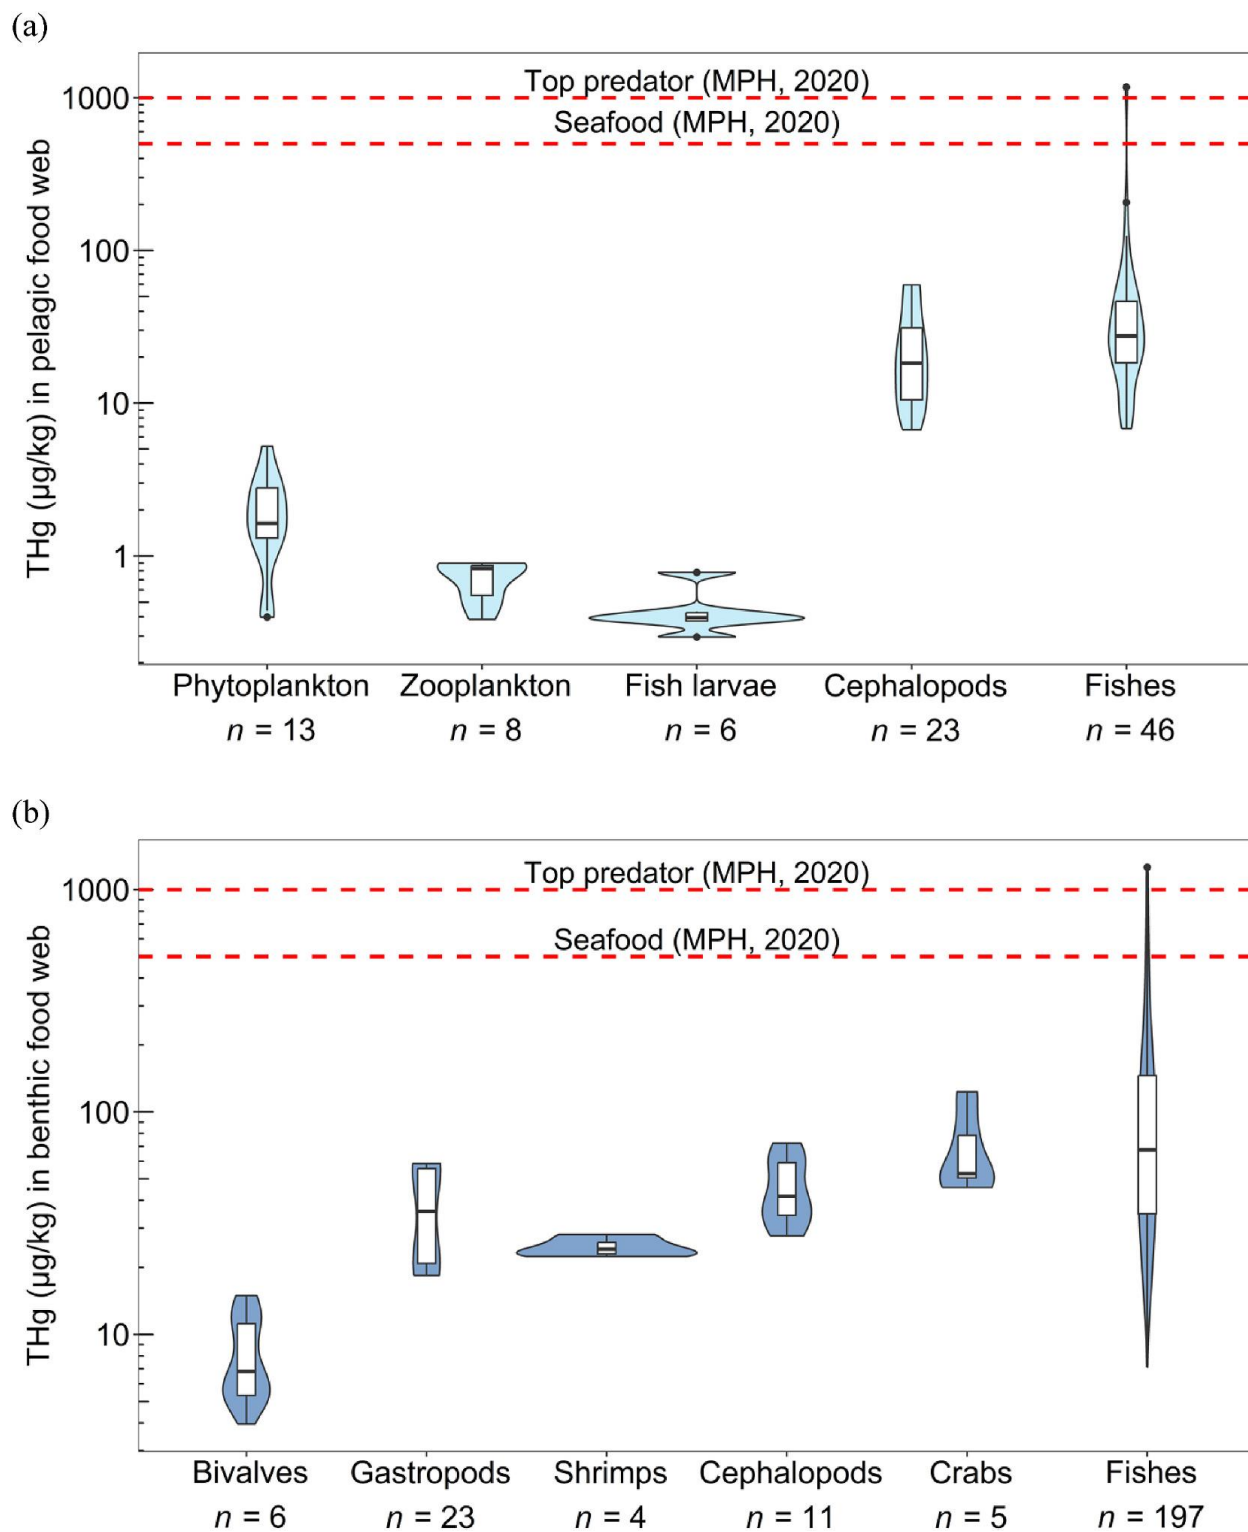 (a)
Top predator (MPH, 2020)
Seafood (MPH, 2020)
THg (µg/kg) in pelagic food web
1000
100
10
1
Phytoplankton Zooplankton Fish larvae Cephalopods Fishes
n = 13 n = 8 n = 6 n = 23 n = 46
(b)
Top predator (MPH, 2020)
Seafood (MPH, 2020)
THg (µg/kg) in benthic food web
1000
100
10
Bivalves Gastropods Shrimps Cephalopods Crabs Fishes
n = 6 n = 23 n = 4 n = 11 n = 5 n = 197